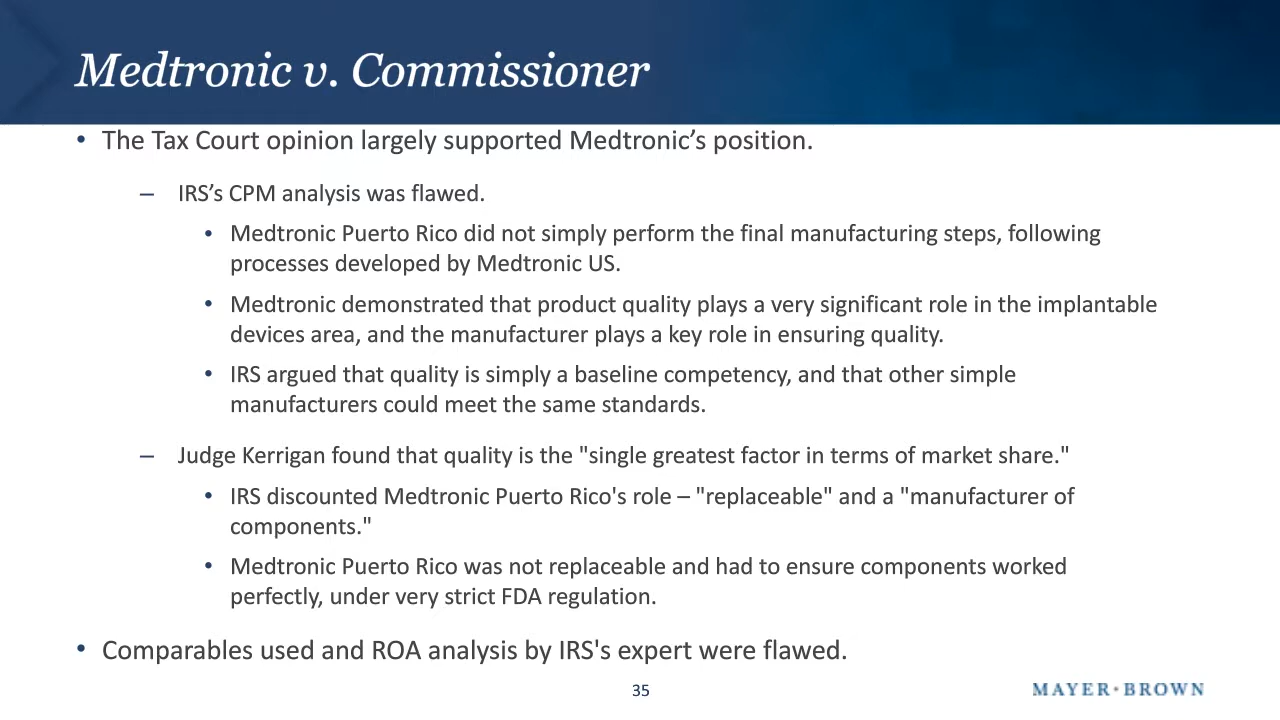 Medtronic v. Commissioner
• The Tax Court opinion largely supported Medtronic’s position.
– IRS’s CPM analysis was flawed.
• Medtronic Puerto Rico did not simply perform the final manufacturing steps, following
processes developed by Medtronic US.
• Medtronic demonstrated that product quality plays a very significant role in the implantable
devices area, and the manufacturer plays a key role in ensuring quality.
• IRS argued that quality is simply a baseline competency, and that other simple
manufacturers could meet the same standards.
– Judge Kerrigan found that quality is the "single greatest factor in terms of market share."
• IRS discounted Medtronic Puerto Rico's role – "replaceable" and a "manufacturer of
components."
• Medtronic Puerto Rico was not replaceable and had to ensure components worked
perfectly, under very strict FDA regulation.
• Comparables used and ROA analysis by IRS's expert were flawed.
35
MAYER•BROWN